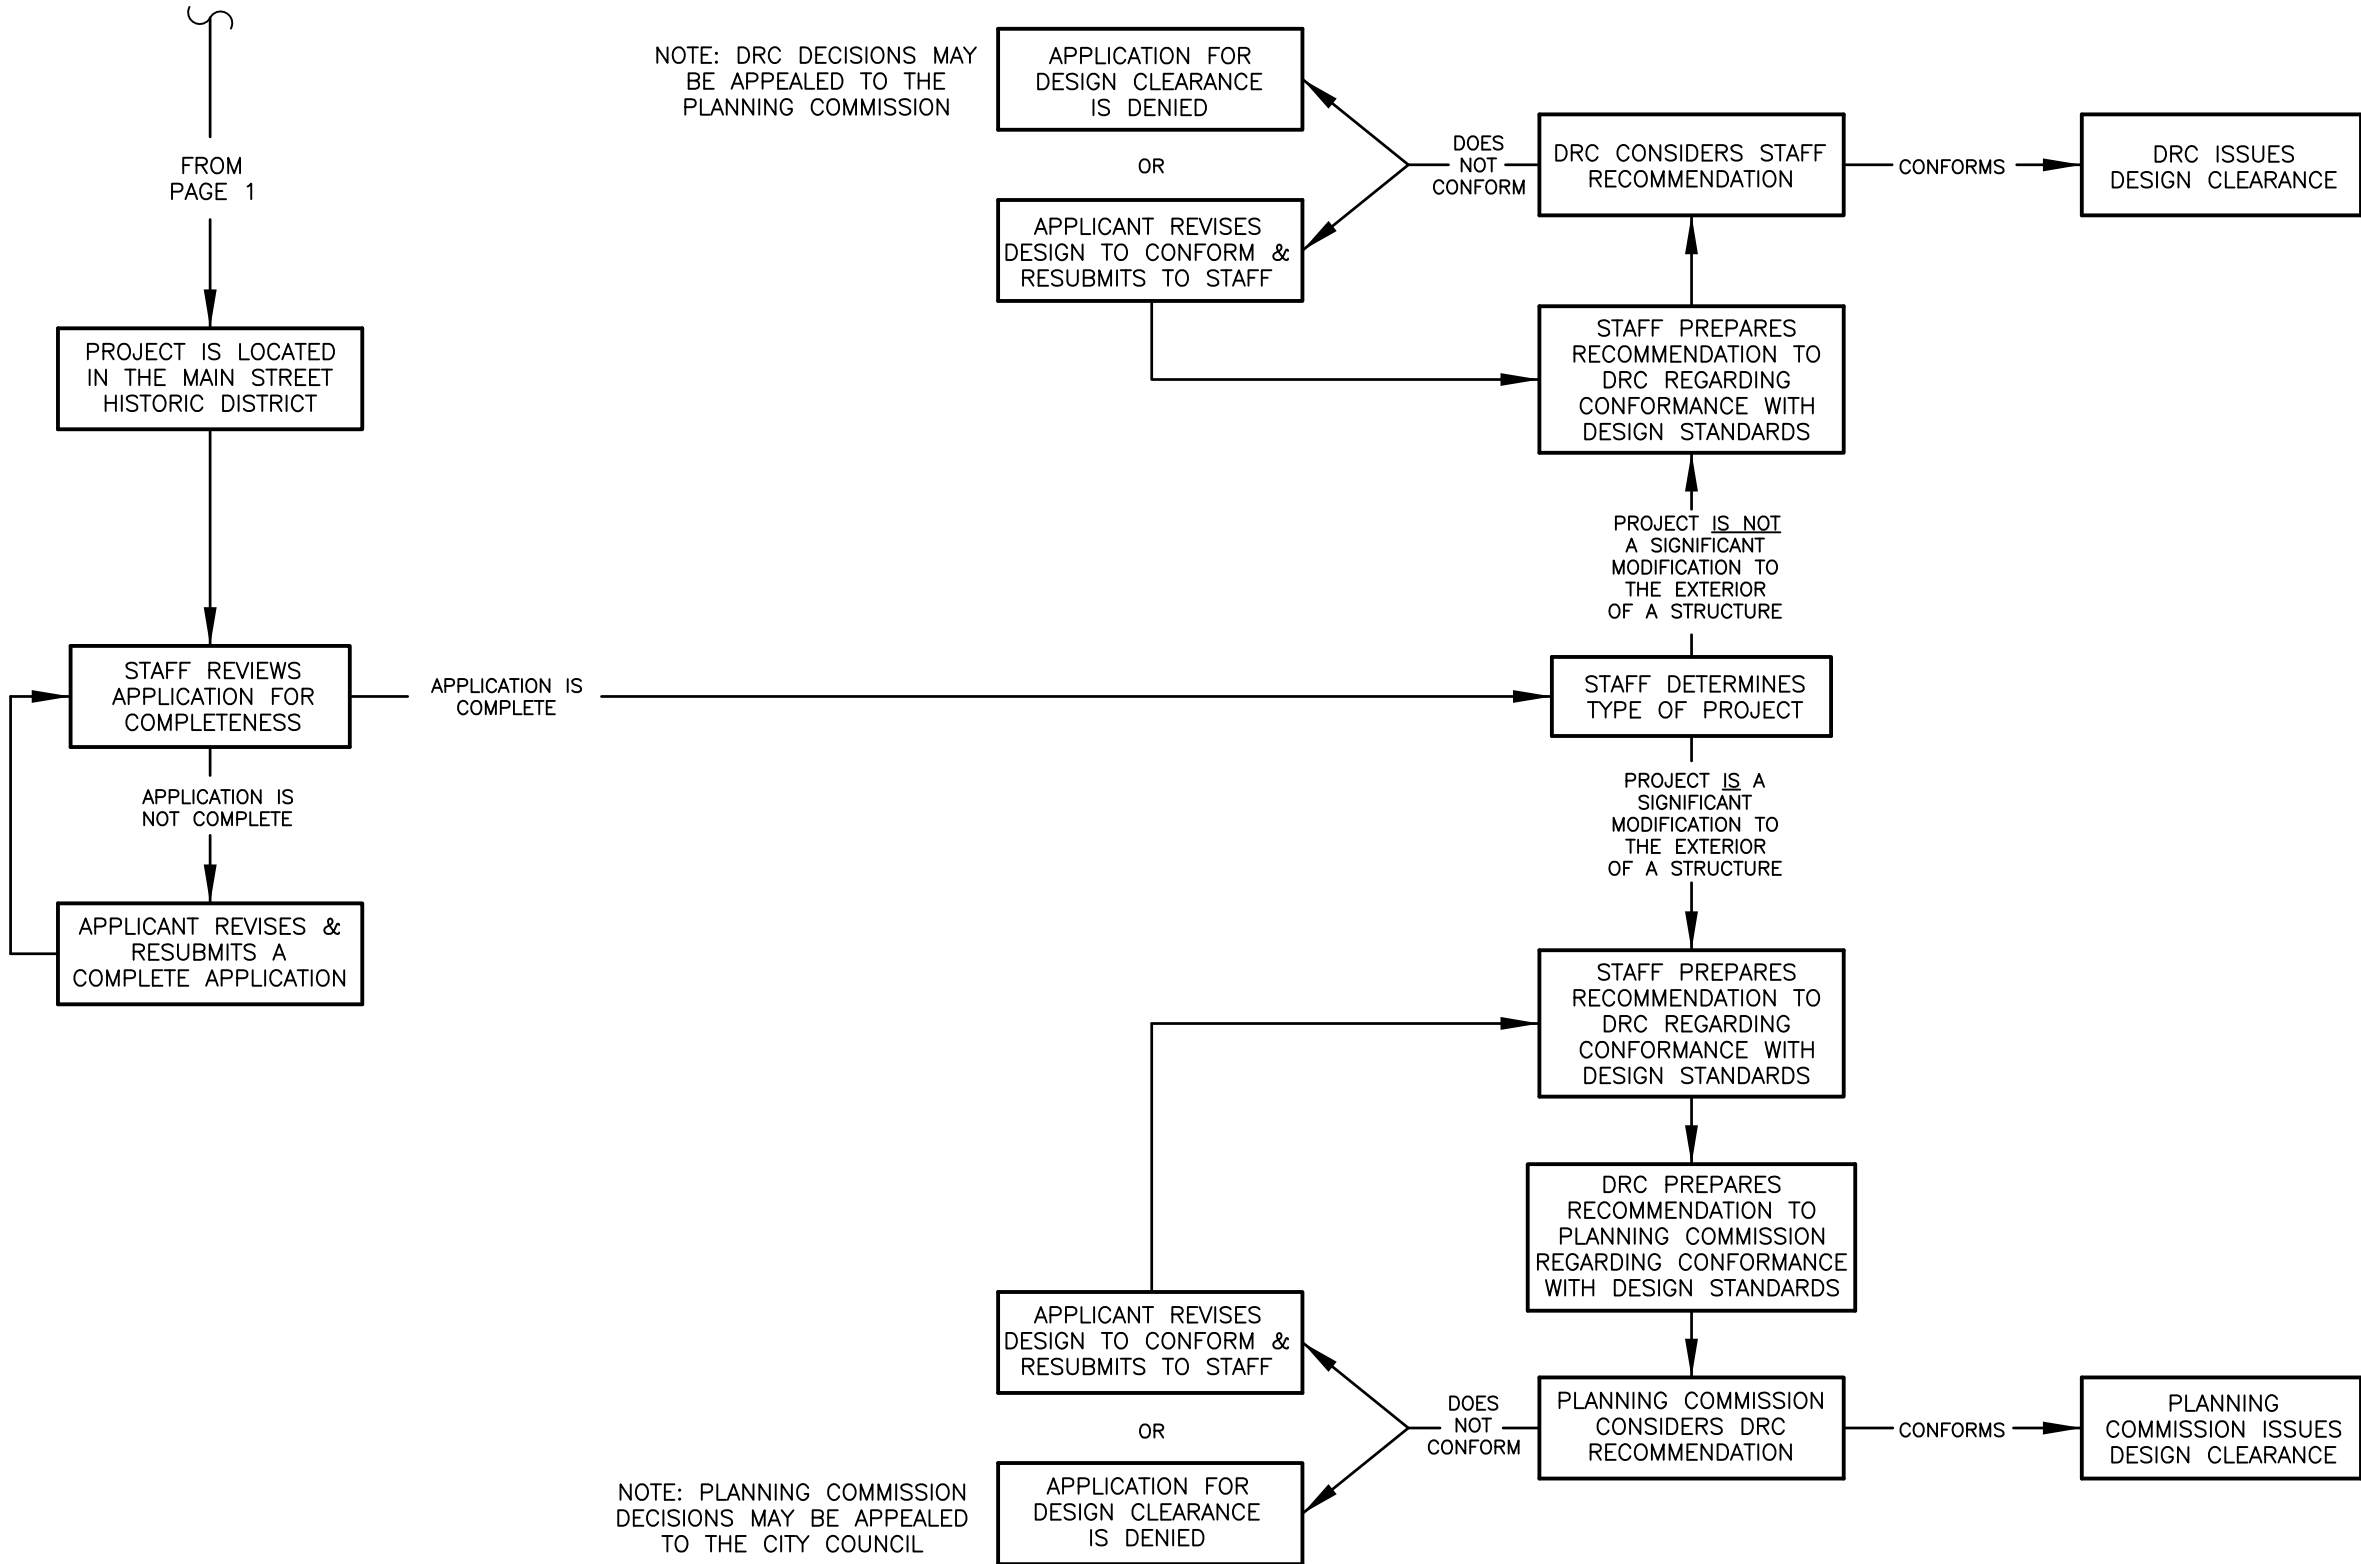 FROM
PAGE 1
PROJECT IS LOCATED
IN THE MAIN STREET
HISTORIC DISTRICT
STAFF REVIEWS
APPLICATION FOR
COMPLETENESS
APPLICATION IS
NOT COMPLETE
APPLICANT REVISES &
RESUBMITS A
COMPLETE APPLICATION
APPLICATION IS
COMPLETE
NOTE: DRC DECISIONS MAY
BE APPEALED TO THE
PLANNING COMMISSION
APPLICATION FOR
DESIGN CLEARANCE
IS DENIED
OR
APPLICANT REVISES
DESIGN TO CONFORM &
RESUBMITS TO STAFF
DOES
NOT
CONFORM
DRC CONSIDERS STAFF
RECOMMENDATION
CONFORMS
DRC ISSUES
DESIGN CLEARANCE
STAFF PREPARES
RECOMMENDATION TO
DRC REGARDING
CONFORMANCE WITH
DESIGN STANDARDS
PROJECT IS NOT
A SIGNIFICANT
MODIFICATION TO
THE EXTERIOR
OF A STRUCTURE
STAFF DETERMINES
TYPE OF PROJECT
PROJECT IS A
SIGNIFICANT
MODIFICATION TO
THE EXTERIOR
OF A STRUCTURE
STAFF PREPARES
RECOMMENDATION TO
DRC REGARDING
CONFORMANCE WITH
DESIGN STANDARDS
DRC PREPARES
RECOMMENDATION TO
PLANNING COMMISSION
REGARDING CONFORMANCE
WITH DESIGN STANDARDS
APPLICANT REVISES
DESIGN TO CONFORM &
RESUBMITS TO STAFF
OR
APPLICATION FOR
DESIGN CLEARANCE
IS DENIED
NOTE: PLANNING COMMISSION
DECISIONS MAY BE APPEALED
TO THE CITY COUNCIL
DOES
NOT
CONFORM
PLANNING COMMISSION
CONSIDERS DRC
RECOMMENDATION
CONFORMS
PLANNING
COMMISSION ISSUES
DESIGN CLEARANCE